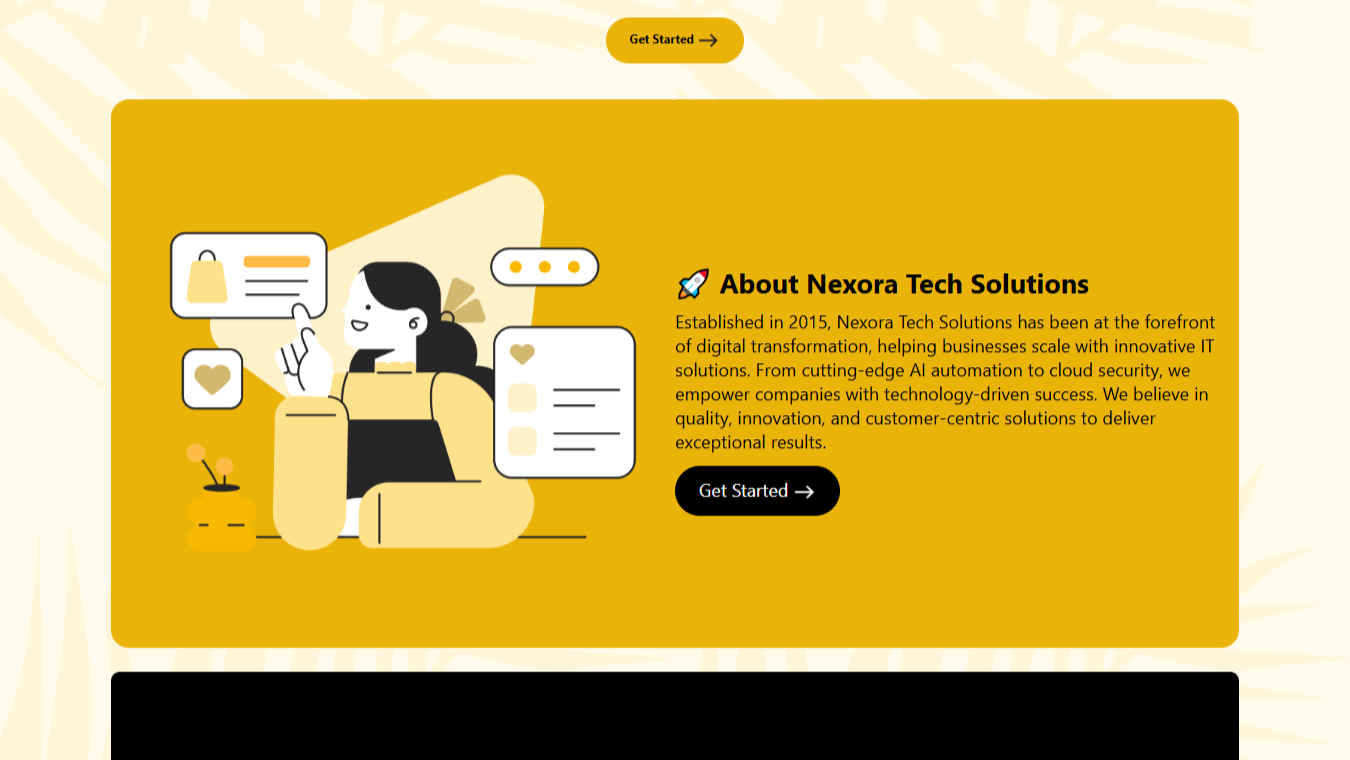 Get Started →
🚀 About Nexora Tech Solutions
Established in 2015, Nexora Tech Solutions has been at the forefront
of digital transformation, helping businesses scale with innovative IT
solutions. From cutting-edge AI automation to cloud security, we
empower companies with technology-driven success. We believe in
quality, innovation, and customer-centric solutions to deliver
exceptional results.
Get Started →